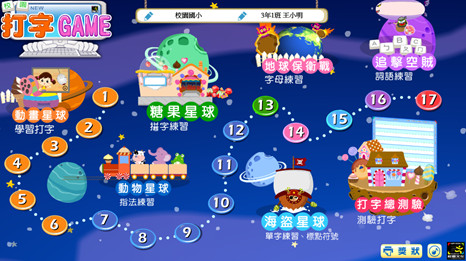 校園
NEW
打字GAME
校園國小
3年1班 王小明
動畫星球
學習打字
糖果星球
指字練習
地球保衛戰
字母練習
追擊空賊
詞語練習
動物星球
指法練習
海盜星球
單字練習、標點符號
打字總測驗
測驗打字
1
2
3
4
5
6
7
8
9
10
11
12
13
14
15
16
17
獎狀